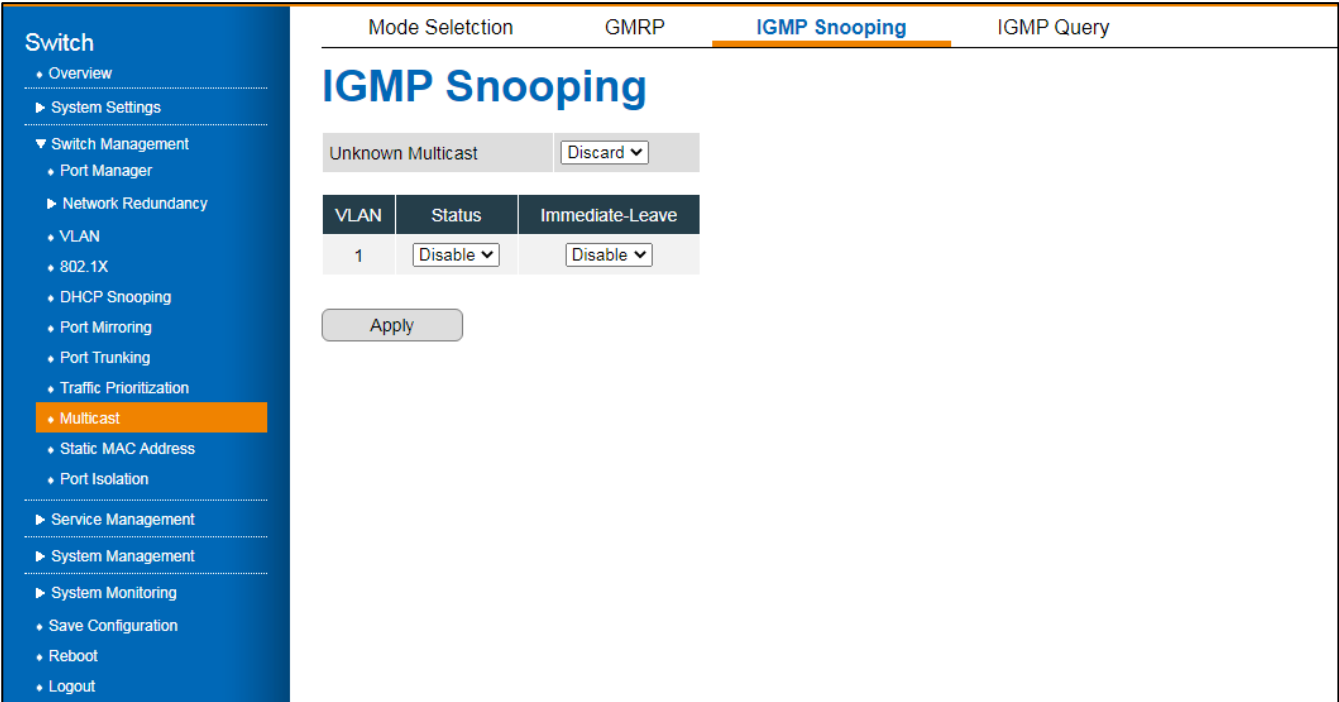 Switch
Overview
System Settings
Switch Management
Port Manager
Network Redundancy
VLAN
802.1X
DHCP Snooping
Port Mirroring
Port Trunking
Traffic Prioritization
Multicast
Static MAC Address
Port Isolation
Service Management
System Management
System Monitoring
Save Configuration
Reboot
Logout
Mode Seletction GMRP IGMP Snooping IGMP Query
IGMP Snooping
Unknown Multicast Discard
VLAN Status Immediate-Leave
1 Disable Disable
Apply